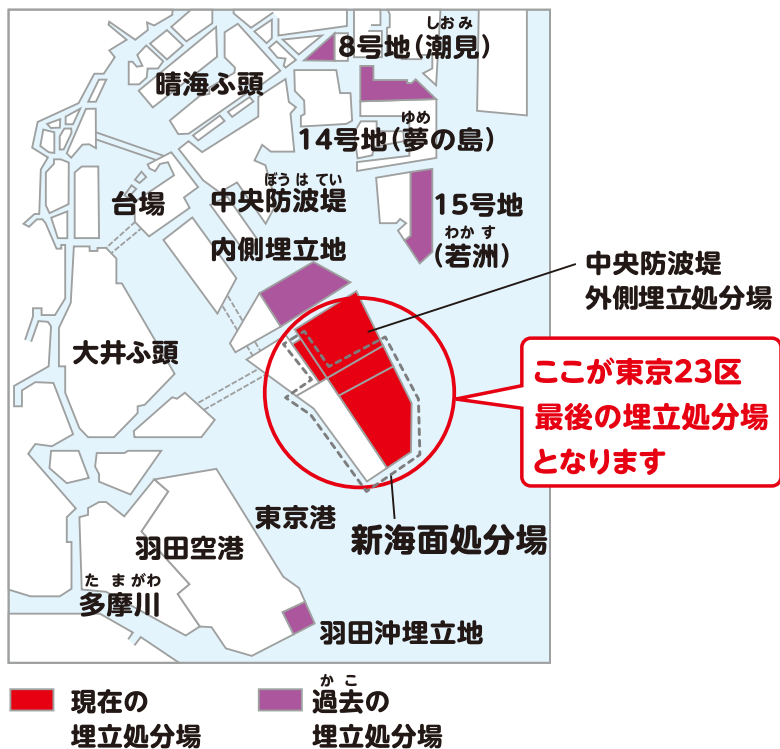 しおみ
8号地(潮見)
晴海ふ頭
ゆめ
14号地(夢の島)
台場
ぼうはてい
中央防波堤
内側埋立地
15号地
わかす
(若洲)
中央防波堤
外側埋立処分場
大井ふ頭
ここが東京23区
最後の埋立処分場
となります
東京港
新海面処分場
羽田空港
たまがわ
多摩川
羽田沖埋立地
現在の
埋立処分場
かこ
過去の
埋立処分場